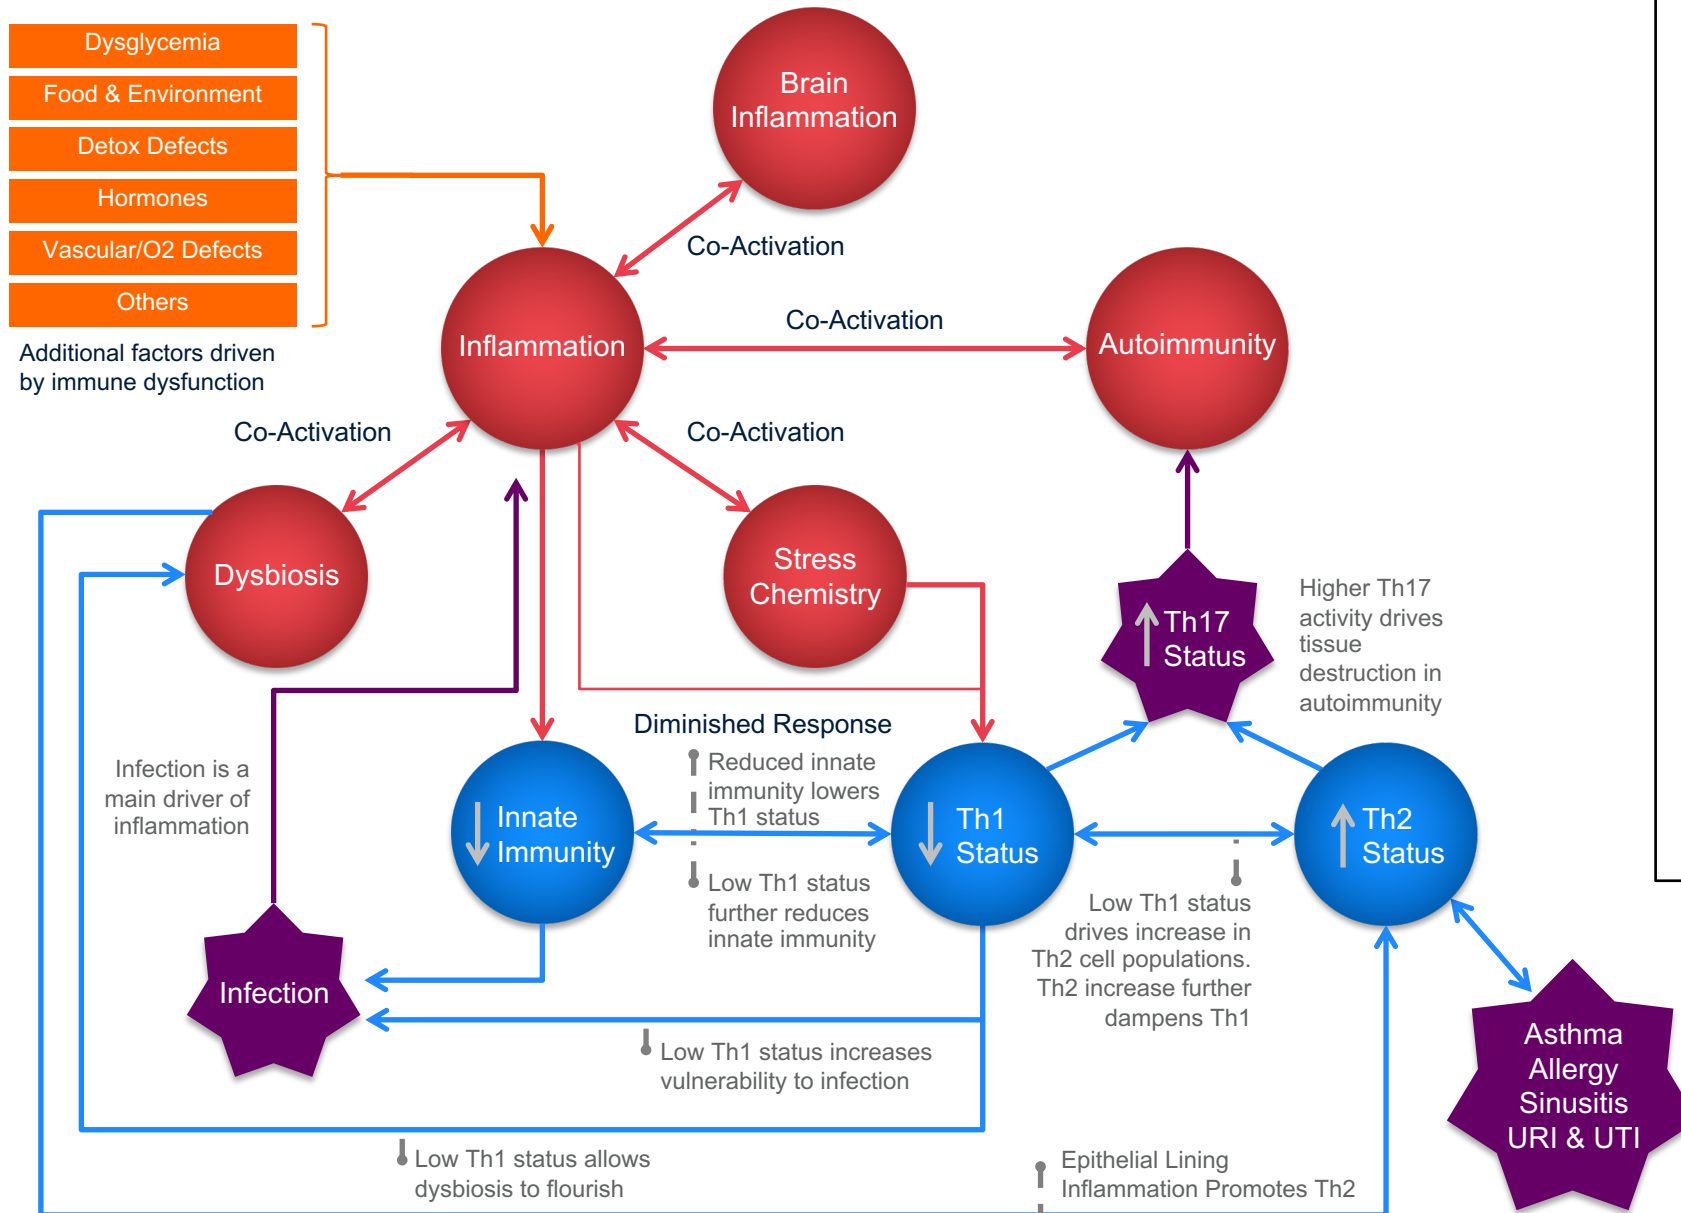 Dysglycemia
Food & Environment
Detox Defects
Hormones
Vascular/O2 Defects
Others
Additional factors driven
by immune dysfunction
Brain
Inflammation
Co-Activation
Inflammation
Co-Activation
Autoimmunity
Co-Activation
Co-Activation
Dysbiosis
Stress
Chemistry
Th17
Status
Higher Th17
activity drives
tissue
destruction in
autoimmunity
Infection is a
main driver of
inflammation
Diminished Response
Reduced innate
immunity lowers
Th1 status
Innate
Immunity
Th1
Status
Th2
Status
Low Th1 status
further reduces
innate immunity
Low Th1 status
drives increase in
Th2 cell populations.
Th2 increase further
dampens Th1
Infection
Low Th1 status increases
vulnerability to infection
Asthma
Allergy
Sinusitis
URI & UTI
Low Th1 status allows
dysbiosis to flourish
Epithelial Lining
Inflammation Promotes Th2